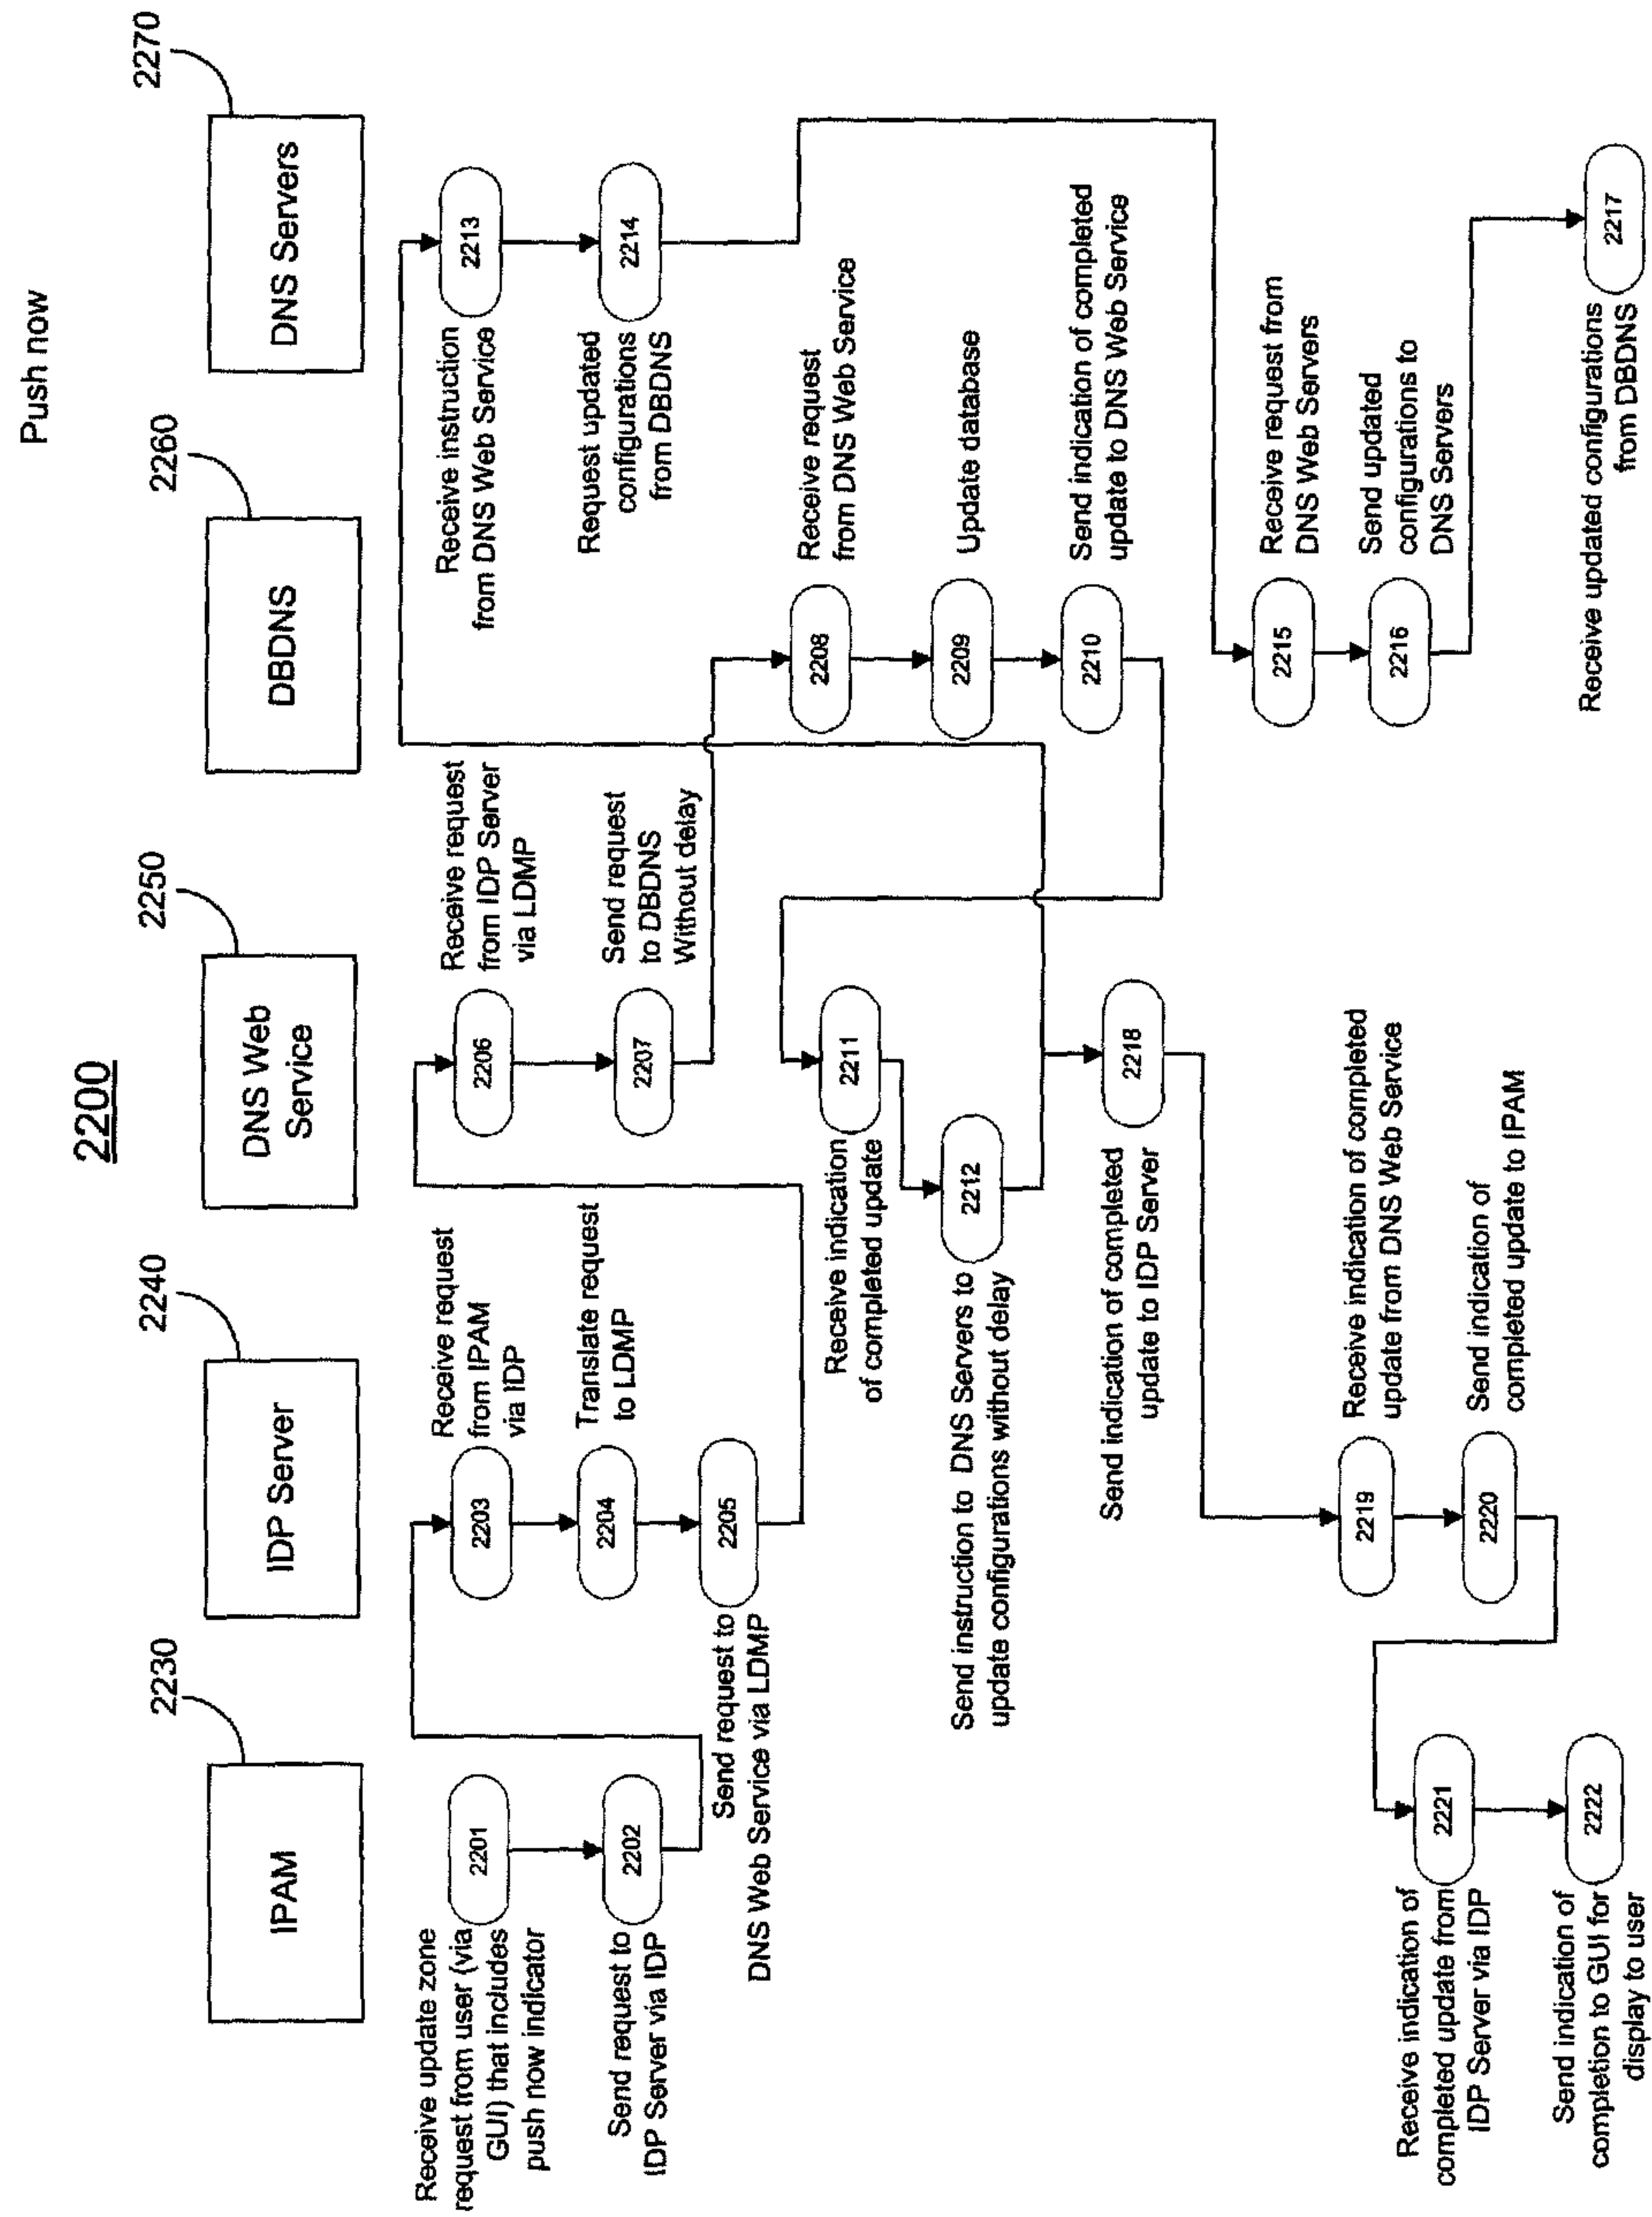 Push now
2200
2230
2240
2250
2260
2270
IPAM
IDP Server
DNS Web
Service
DBDNS
DNS Servers
Receive update zone
request from user (via
GUI) that includes
push now indicator
2201
Send request to
IDP Server via IDP
2202
2203
Receive request
from IPAM
via IDP
2204
Translate request
to LDMP
2205
Send request to
DNS Web Service via LDMP
2206
Receive request
from IDP Server
via LDMP
2207
Send request
to DBDNS
Without delay
2208
Receive request
from DNS Web Service
2209
Update database
2210
Send indication of completed
update to DNS Web Service
2211
Receive indication
of completed update
2212
Send instruction to DNS Servers to
update configurations without delay
Receive instruction
from DNS Web Service
2213
Request updated
configurations
from DBDNS
2214
2215
Receive request from
DNS Web Servers
2216
Send updated
configurations to
DNS Servers
Receive updated configurations
from DBDNS
2217
2218
Send indication of completed
update to IDP Server
2219
Receive indication of completed
update from DNS Web Service
2220
Send indication of
completed update to IPAM
Receive indication of
completed update from
IDP Server via IDP
2221
Send indication of
completion to GUI for
display to user
2222